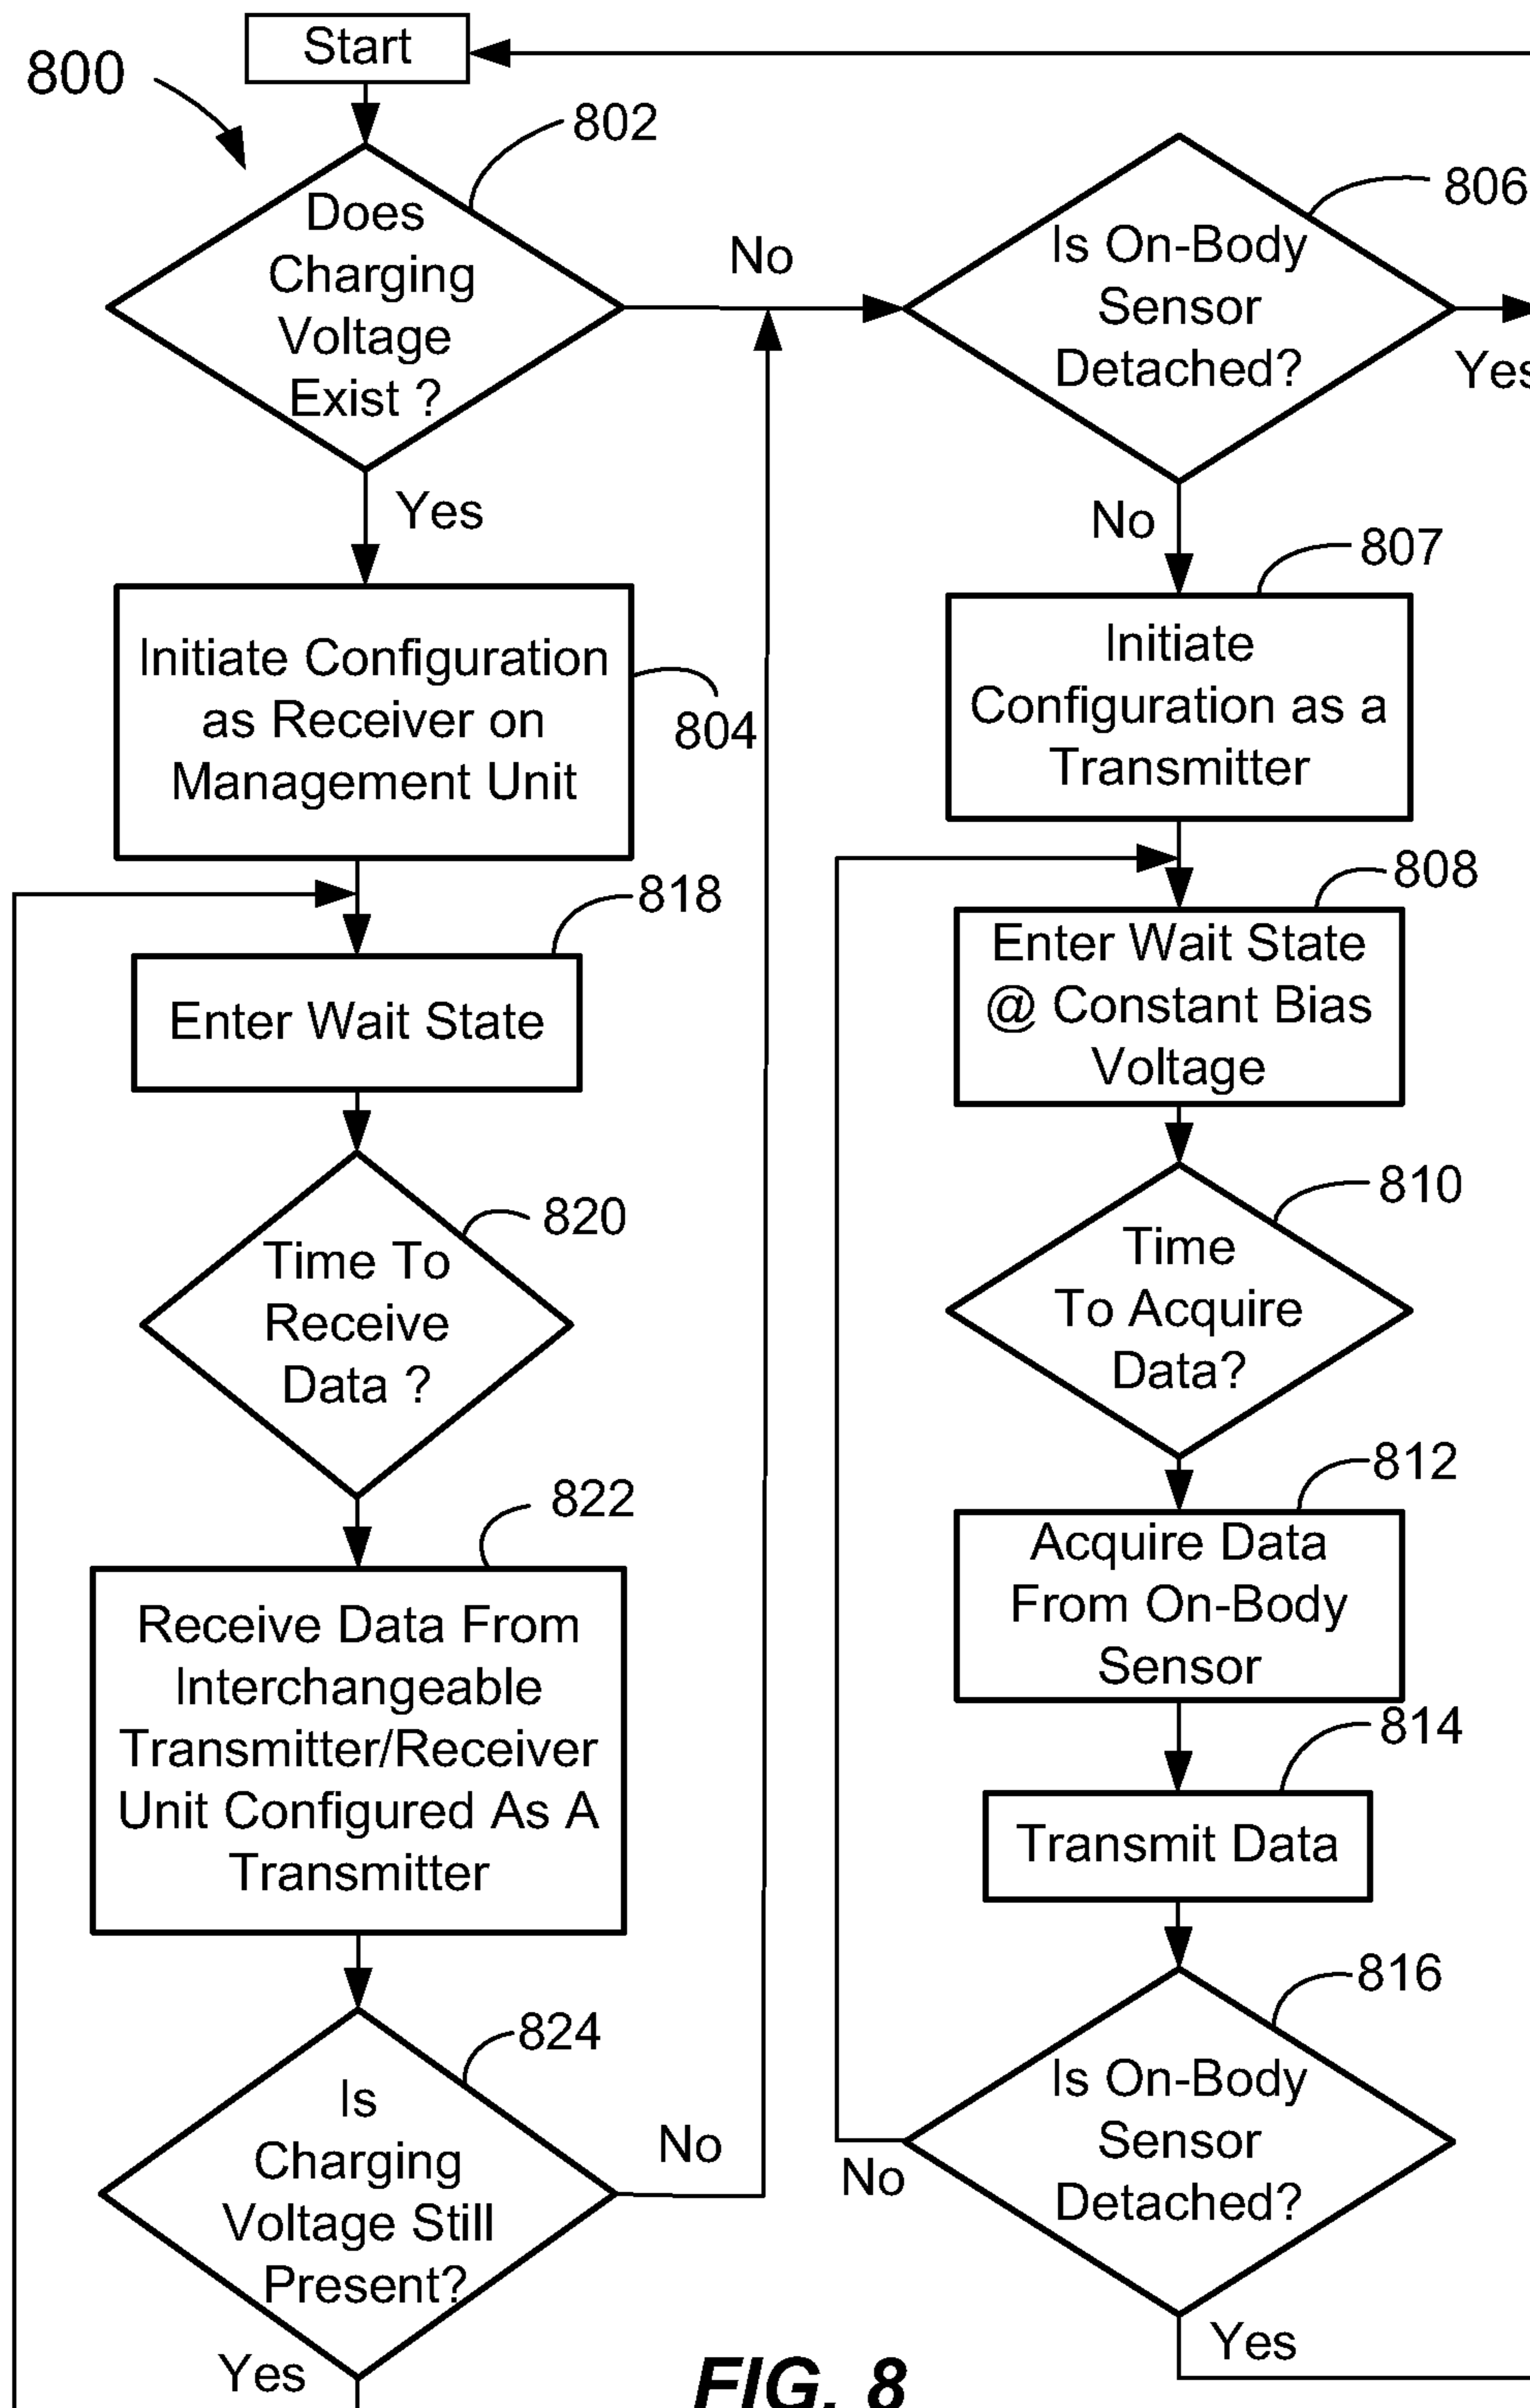 Start
800
802
Does
Charging
Voltage
Exist ?
No
Yes
Initiate Configuration
as Receiver on
Management Unit
804
818
Enter Wait State
820
Time To
Receive
Data ?
822
Receive Data From
Interchangeable
Transmitter/Receiver
Unit Configured As A
Transmitter
824
Is
Charging
Voltage Still
Present?
No
Yes
806
Is On-Body
Sensor
Detached?
Yes
No
807
Initiate
Configuration as a
Transmitter
808
Enter Wait State
@ Constant Bias
Voltage
810
Time
To Acquire
Data?
812
Acquire Data
From On-Body
Sensor
814
Transmit Data
816
Is On-Body
Sensor
Detached?
No
Yes
FIG. 8